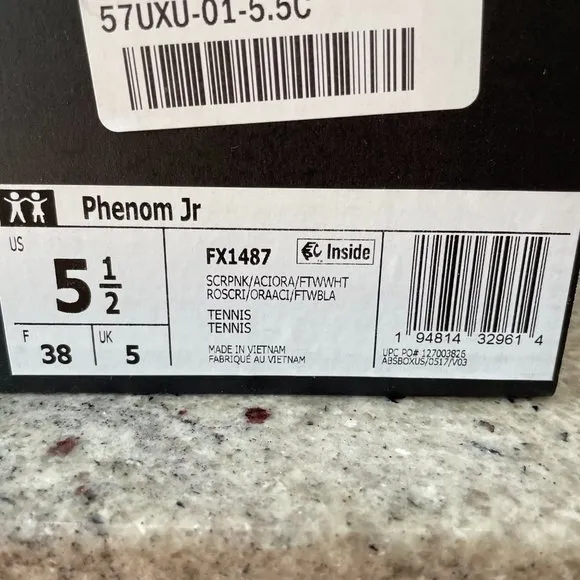 57UXU-01-5.5C
Phenom Jr
US
5 1/2
F
38
UK
5
FX1487
Inside
SCRPNK/ACIORA/FTWWHT
ROSCRI/ORAACI/FTWBLA
TENNIS
TENNIS
MADE IN VIETNAM
FABRIQUÉ AU VIETNAM
1 94814 32961 4
UPC PO# 127003826
ABSBOXUS/0517/V03